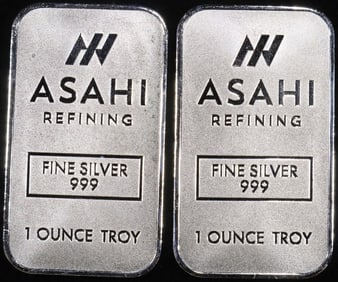 ASAHI
REFINING
FINE SILVER
999
1 OUNCE TROY
ASAHI
REFINING
FINE SILVER
999
1 OUNCE TROY